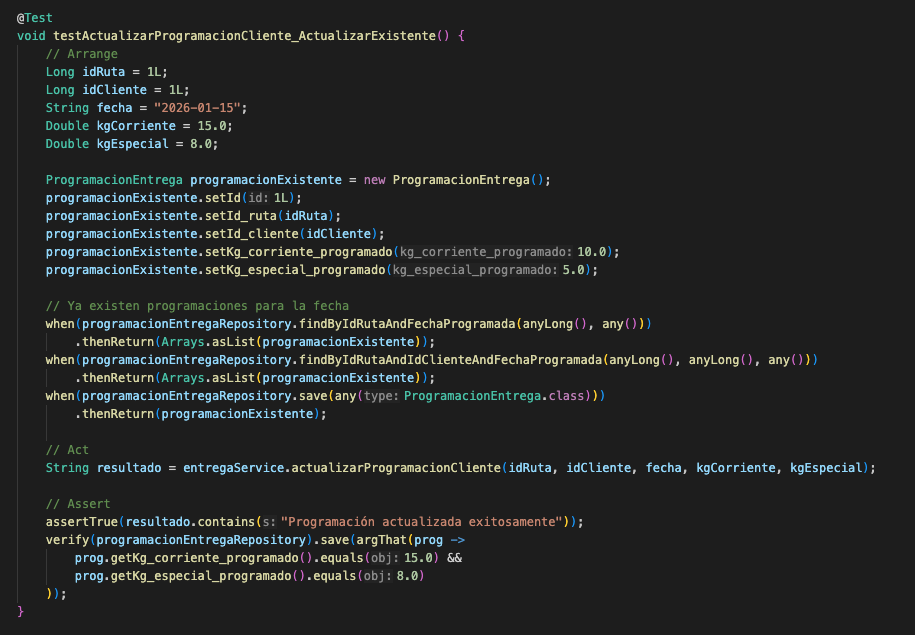 @Test
void testActualizarProgramacionCliente_ActualizarExistente() {
    // Arrange
    Long idRuta = 1L;
    Long idCliente = 1L;
    String fecha = "2026-01-15";
    Double kgCorriente = 15.0;
    Double kgEspecial = 8.0;

    ProgramacionEntrega programacionExistente = new ProgramacionEntrega();
    programacionExistente.setId(id: 1L);
    programacionExistente.setId_ruta(idRuta);
    programacionExistente.setId_cliente(idCliente);
    programacionExistente.setKg_corriente_programado(kg_corriente_programado: 10.0);
    programacionExistente.setKg_especial_programado(kg_especial_programado: 5.0);

    // Ya existen programaciones para la fecha
    when(programacionEntregaRepository.findByIdRutaAndFechaProgramada(anyLong(), any()))
        .thenReturn(Arrays.asList(programacionExistente));
    when(programacionEntregaRepository.findByIdRutaAndIdClienteAndFechaProgramada(anyLong(), anyLong(), any()))
        .thenReturn(Arrays.asList(programacionExistente));
    when(programacionEntregaRepository.save(any(type: ProgramacionEntrega.class)))
        .thenReturn(programacionExistente);

    // Act
    String resultado = entregaService.actualizarProgramacionCliente(idRuta, idCliente, fecha, kgCorriente, kgEspecial);

    // Assert
    assertTrue(resultado.contains(s: "Programación actualizada exitosamente"));
    verify(programacionEntregaRepository).save(argThat(prog ->
        prog.getKg_corriente_programado().equals(obj: 15.0) &&
        prog.getKg_especial_programado().equals(obj: 8.0)
    ));
}